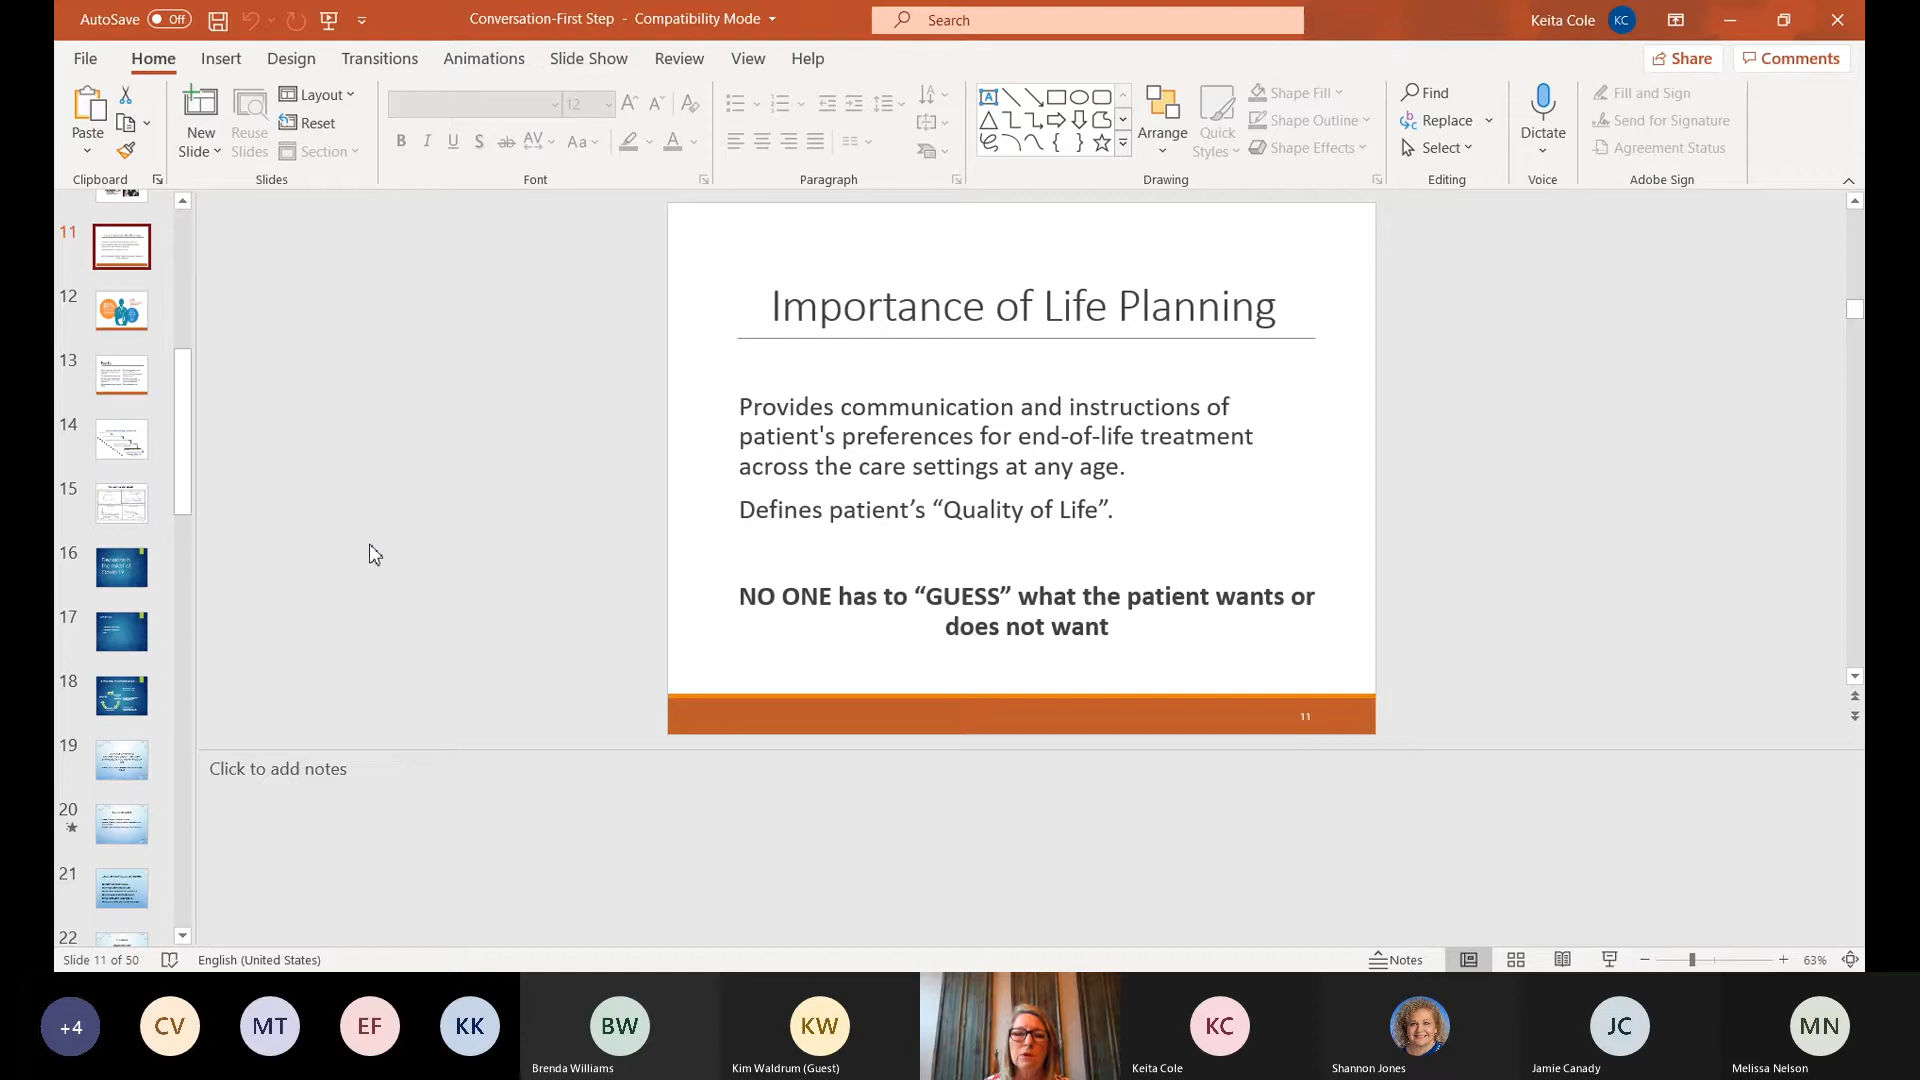 AutoSave Off
Conversation-First Step - Compatibility Mode
Search
Keita Cole KC
File Home Insert Design Transitions Animations Slide Show Review View Help
Share Comments
Paste
Clipboard
New Slide
Reuse Slides
Layout
Reset
Section
Slides
12
B I U S ab AV Aa A
Font
Paragraph
Arrange
Quick Styles
Shape Fill
Shape Outline
Shape Effects
Drawing
Find
Replace
Select
Editing
Dictate
Voice
Fill and Sign
Send for Signature
Agreement Status
Adobe Sign
11
12
13
14
15
16
17
18
19
20
21
22
Importance of Life Planning
Provides communication and instructions of
patient's preferences for end-of-life treatment
across the care settings at any age.
Defines patient’s “Quality of Life”.
NO ONE has to “GUESS” what the patient wants or
does not want
11
Click to add notes
Slide 11 of 50 English (United States) Notes 63%
+4 CV MT EF KK BW KW KC JC MN
Brenda Williams Kim Waldrum (Guest) Keita Cole Shannon Jones Jamie Canady Melissa Nelson